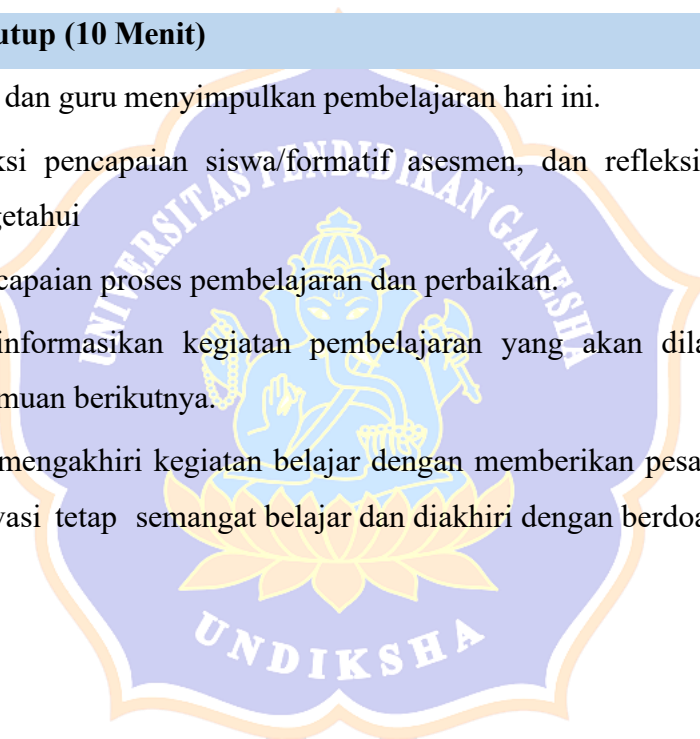 utup (10 Menit)
dan guru menyimpulkan pembelajaran hari ini.
ksi pencapaian siswa/formatif asesmen, dan refleksi
getahui
capaian proses pembelajaran dan perbaikan.
informasikan kegiatan pembelajaran yang akan dila
muan berikutnya.
mengakhiri kegiatan belajar dengan memberikan pesa
vasi tetap semangat belajar dan diakhiri dengan berdoa
UNIVERSITAS PENDIDIKAN GANESHA
UNDIKSHA